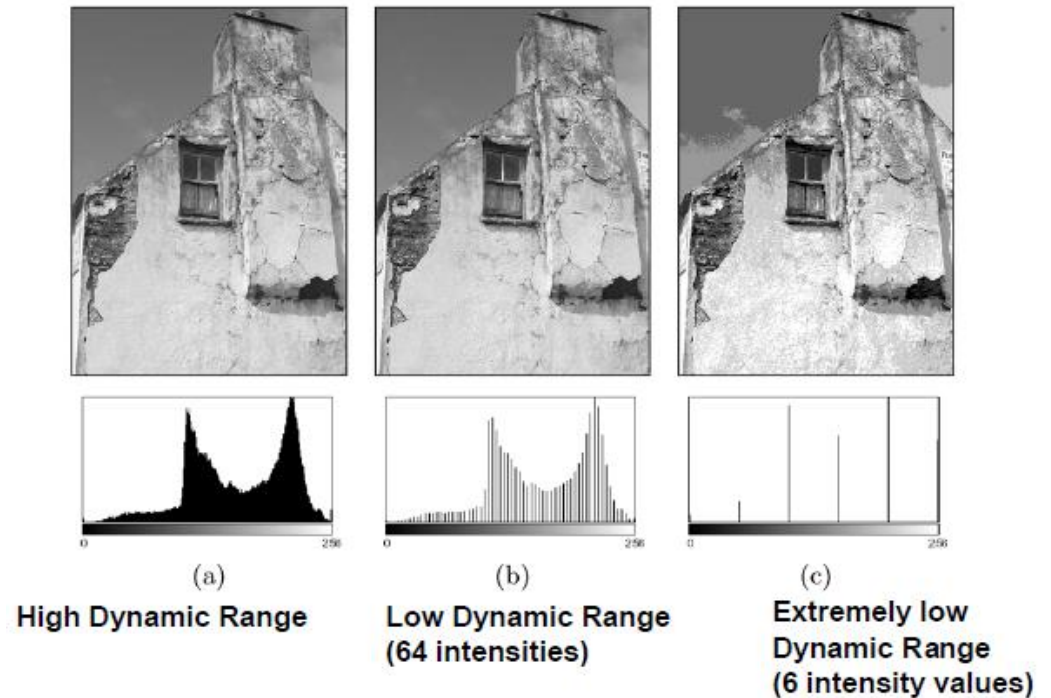 0
256
0
256
0
256
(a)
(b)
(c)
High Dynamic Range
Low Dynamic Range
(64 intensities)
Extremely low
Dynamic Range
(6 intensity values)